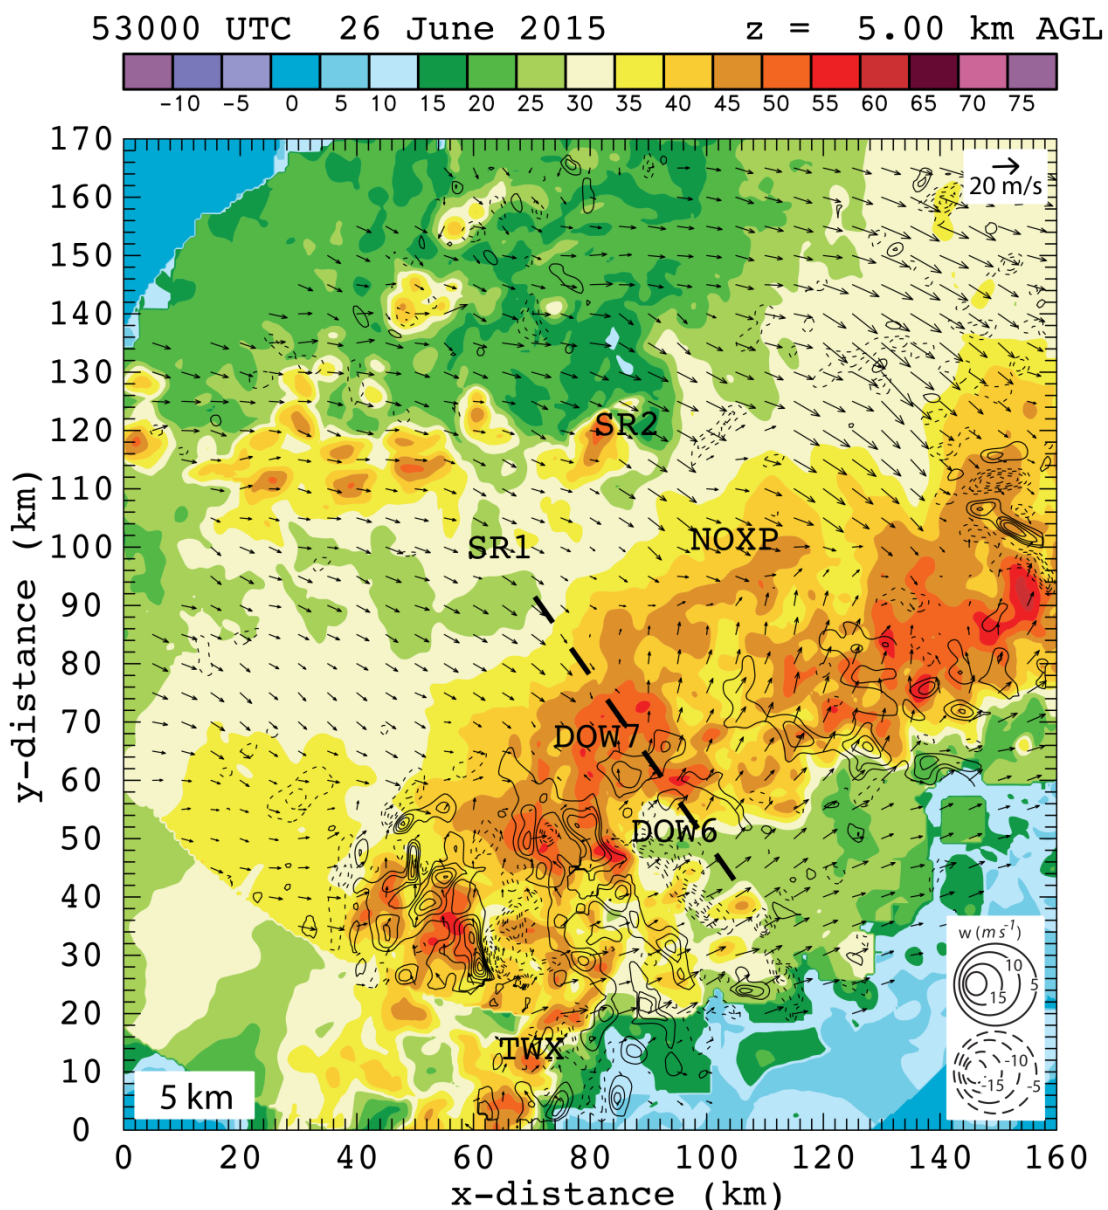 53000 UTC 26 June 2015 z = 5.00 km AGL
-10 -5 0 5 10 15 20 25 30 35 40 45 50 55 60 65 70 75
170
160
150
140
130
120
110
100
90
80
70
60
50
40
30
20
10
0
y-distance (km)
20 m/s
SR2
SR1
NOXP
DOW7
DOW6
TWX
5 km
w (m s⁻¹)
10
5
15
-10
-5
-15
0 20 40 60 80 100 120 140 160
x-distance (km)